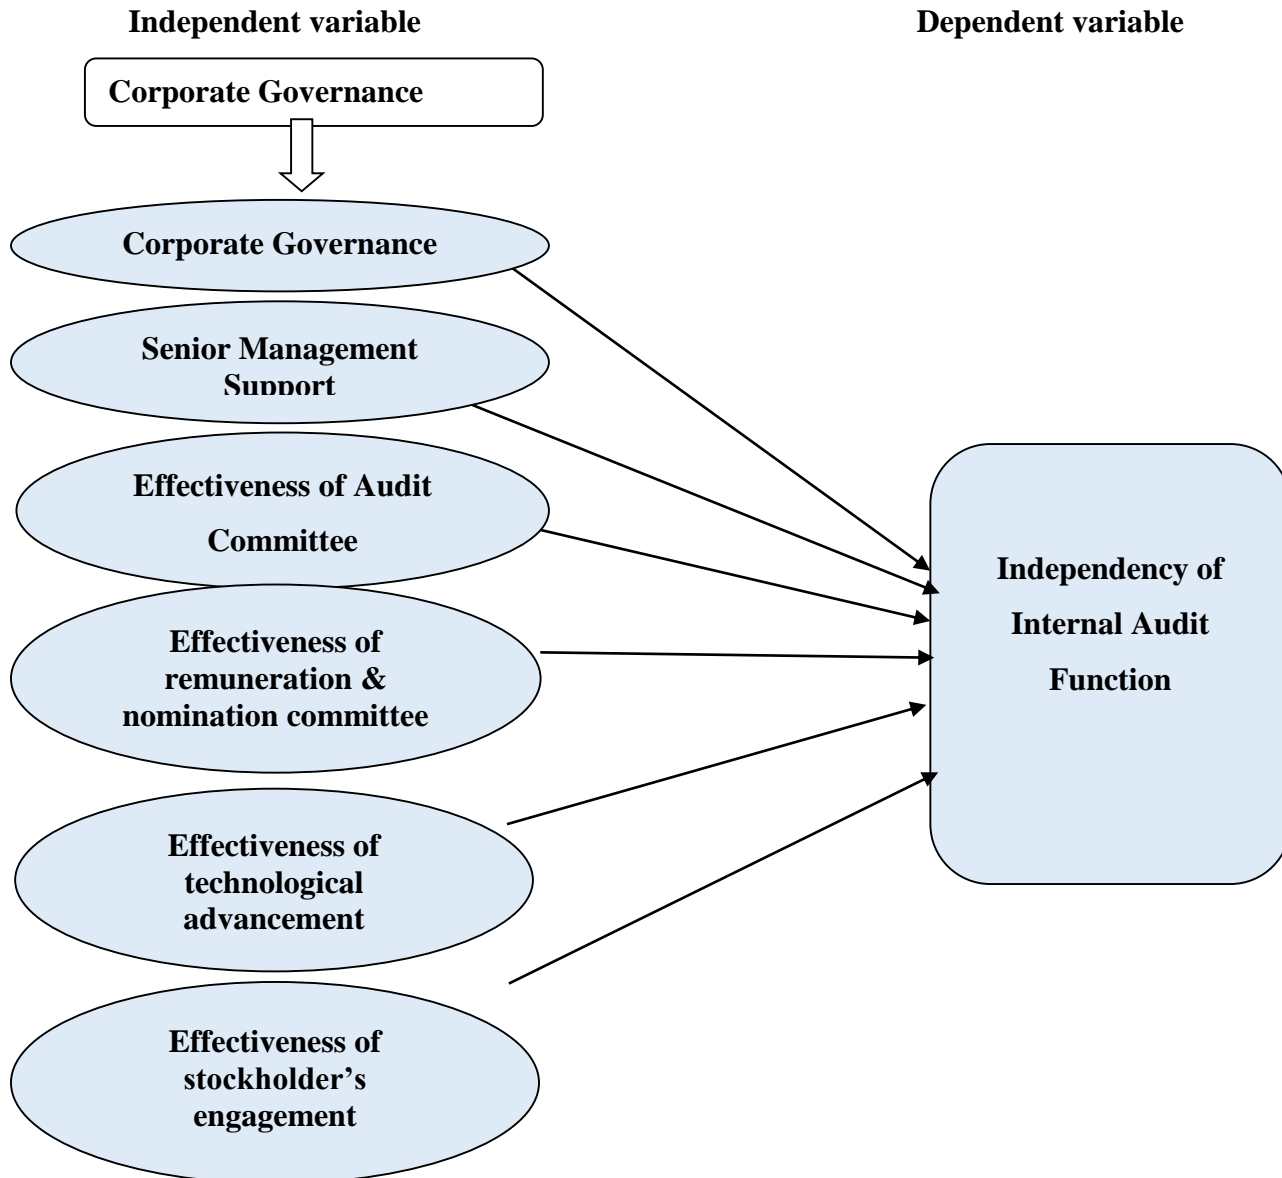 Independent variable
Dependent variable
Corporate Governance
Corporate Governance
Senior Management
Support
Effectiveness of Audit
Committee
Effectiveness of
remuneration &
nomination committee
Effectiveness of
technological
advancement
Effectiveness of
stockholder’s
engagement
Independency of
Internal Audit
Function